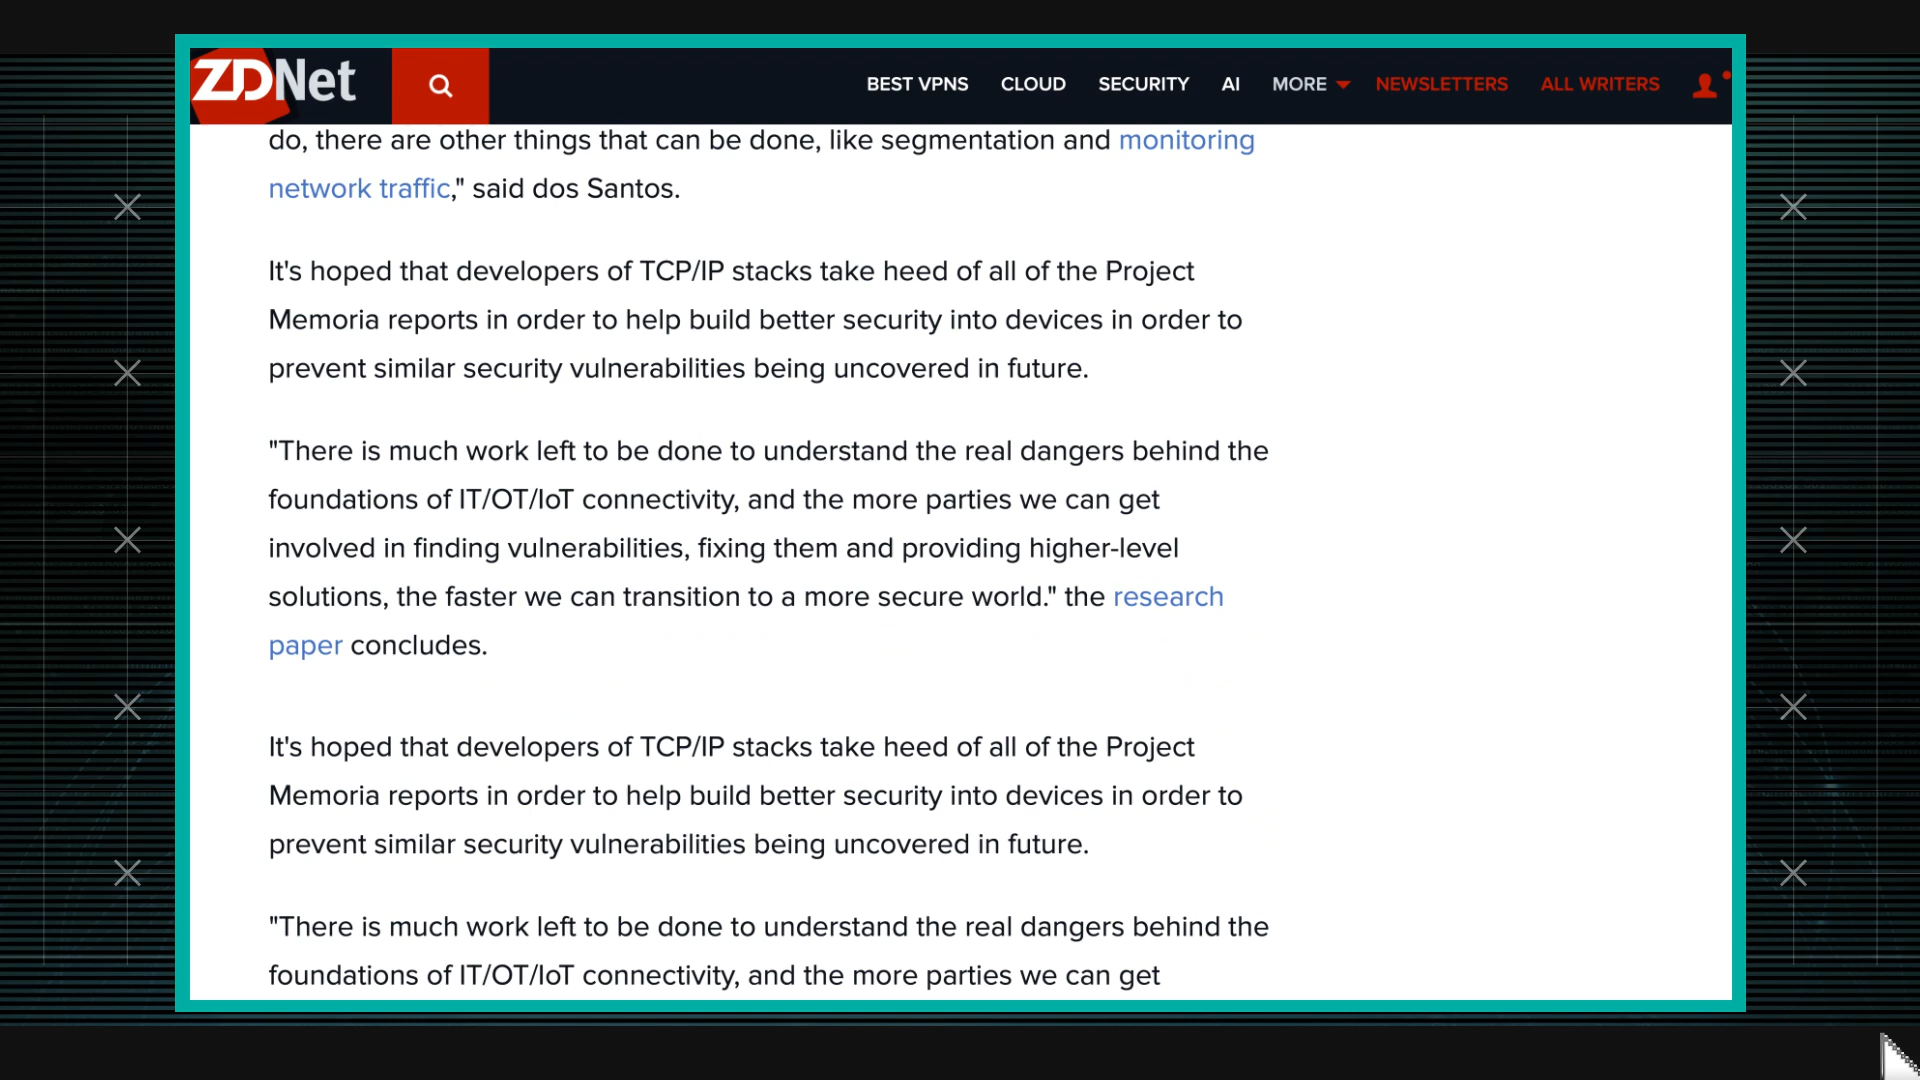 ZDNet
BEST VPNS CLOUD SECURITY AI MORE NEWSLETTERS ALL WRITERS
do, there are other things that can be done, like segmentation and monitoring
network traffic," said dos Santos.
It's hoped that developers of TCP/IP stacks take heed of all of the Project
Memoria reports in order to help build better security into devices in order to
prevent similar security vulnerabilities being uncovered in future.
"There is much work left to be done to understand the real dangers behind the
foundations of IT/OT/IoT connectivity, and the more parties we can get
involved in finding vulnerabilities, fixing them and providing higher-level
solutions, the faster we can transition to a more secure world." the research
paper concludes.
It's hoped that developers of TCP/IP stacks take heed of all of the Project
Memoria reports in order to help build better security into devices in order to
prevent similar security vulnerabilities being uncovered in future.
"There is much work left to be done to understand the real dangers behind the
foundations of IT/OT/IoT connectivity, and the more parties we can get